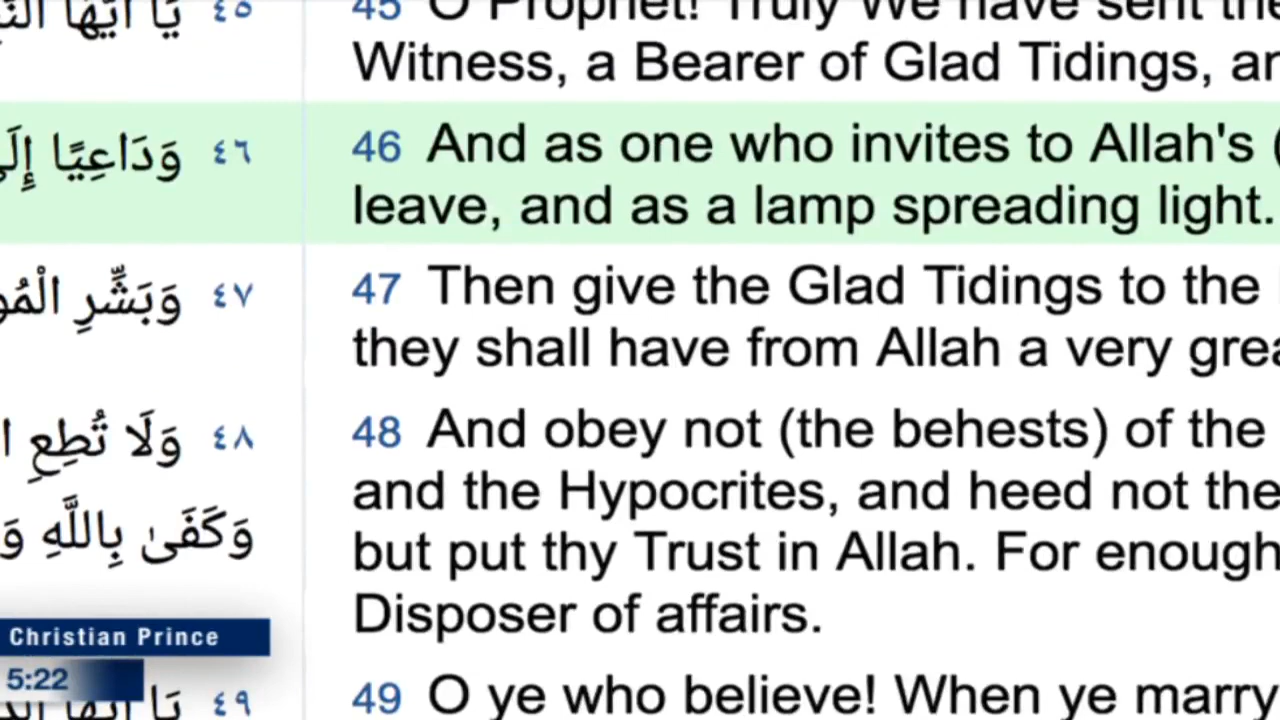 يَا أَيُّهَا ٤٥
45 O Prophet! Truly We have sent
Witness, a Bearer of Glad Tidings,
وَدَاعِيًا إِلَى ٤٦
46 And as one who invites to Allah's
leave, and as a lamp spreading light.
وَبَشِّرِ ٤٧
47 Then give the Glad Tidings to the
they shall have from Allah a very
وَلَا تُطِعِ ٤٨
48 And obey not (the behests) of the
and the Hypocrites, and heed not
وَكَفَىٰ بِاللَّهِ
but put thy Trust in Allah. For enough
Disposer of affairs.
Christian Prince
5:22
يَا أَيُّهَا ٤٩
49 O ye who believe! When ye marry